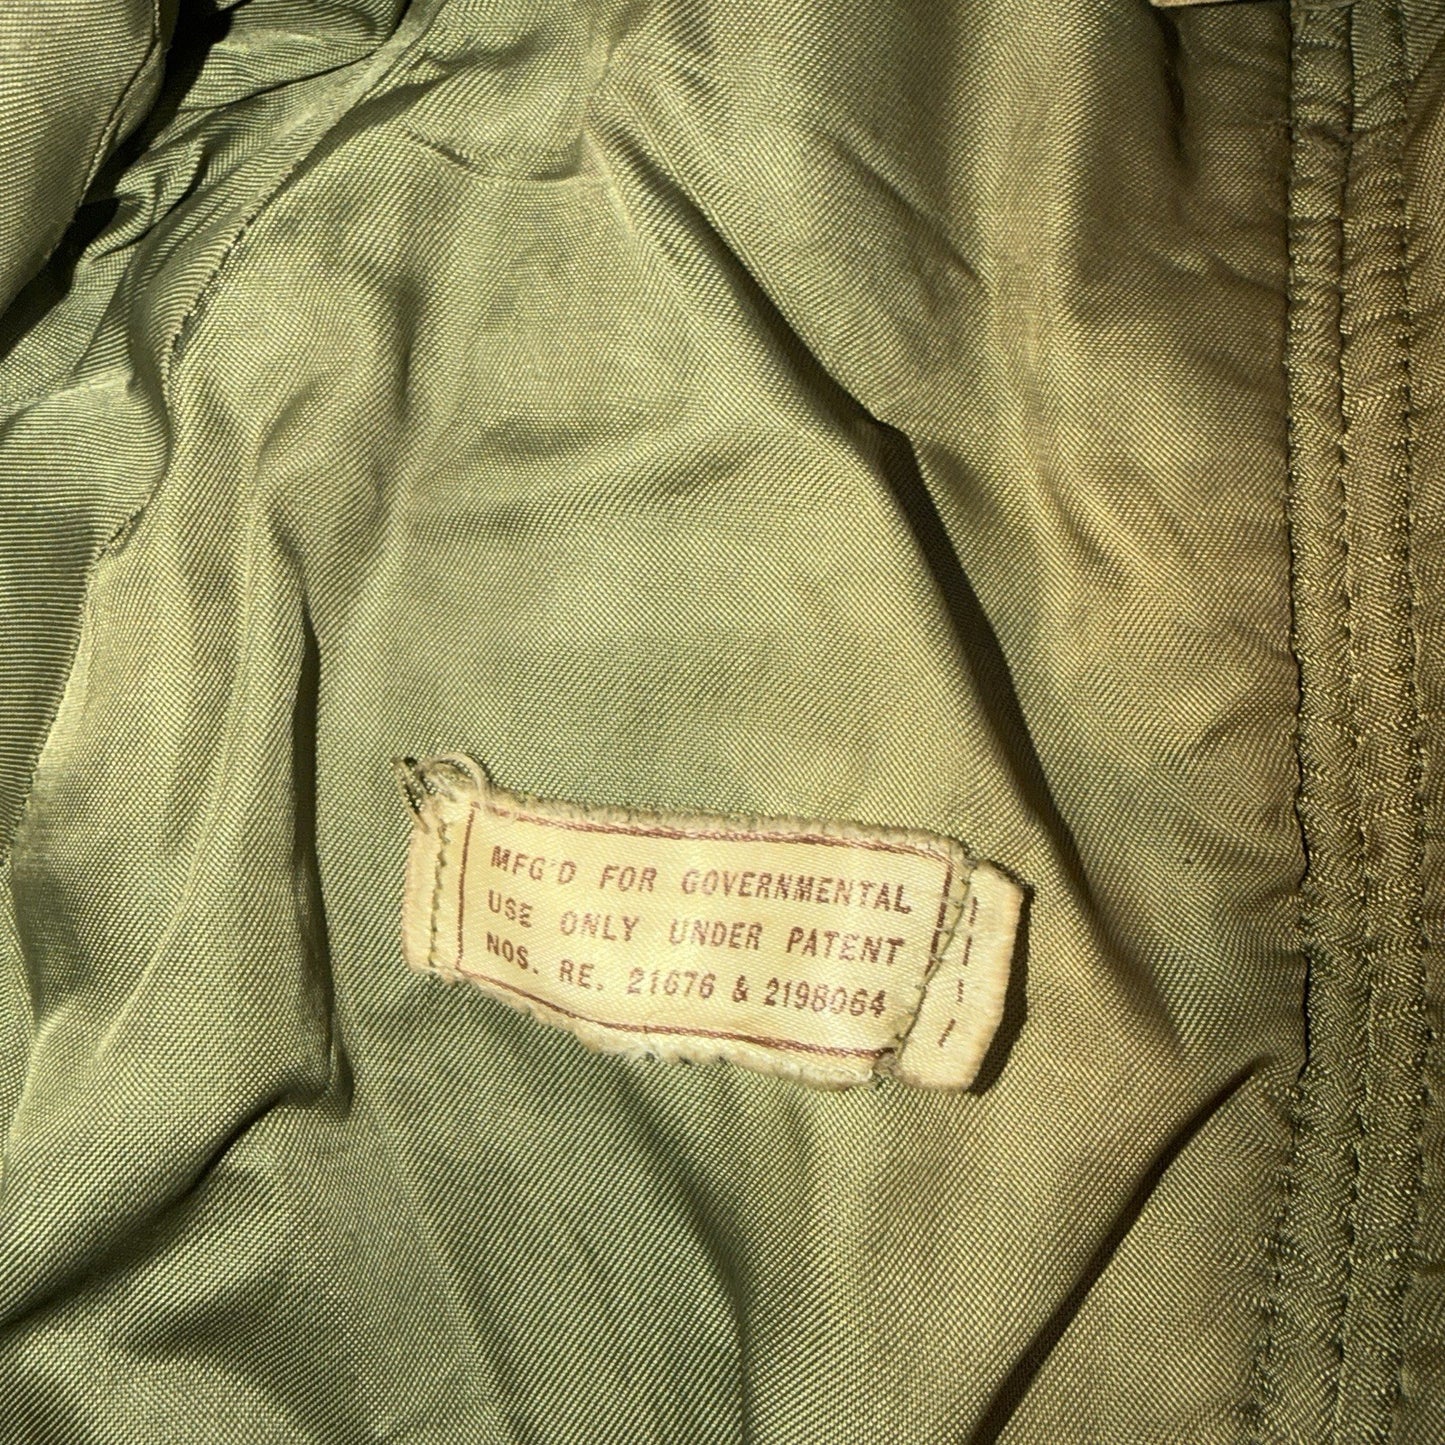 MFG'D FOR GOVERNMENTAL
USE ONLY UNDER PATENT
NOS. RE. 21676 & 2198064